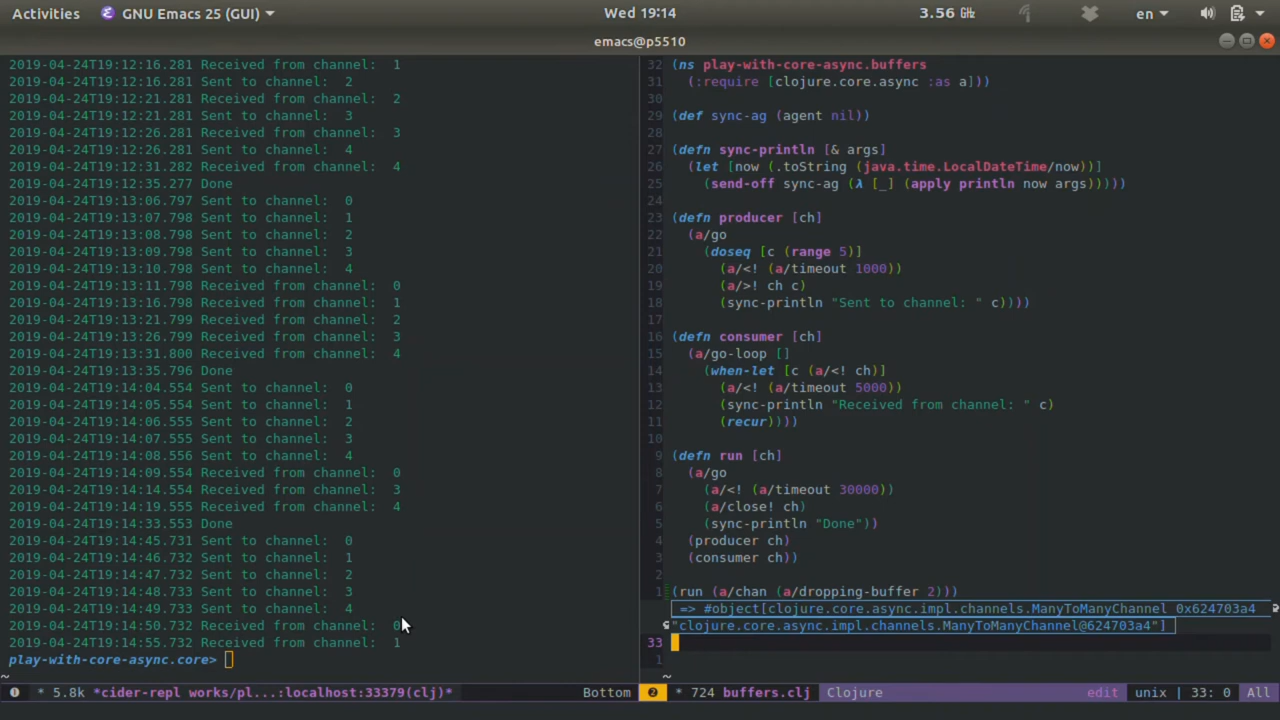 Activities GNU Emacs 25 (GUI) Wed 19:14 3.56 GHz en
emacs@p5510
2019-04-24T19:12:16.281 Received from channel:  1
2019-04-24T19:12:16.281 Sent to channel:  2
2019-04-24T19:12:21.281 Received from channel:  2
2019-04-24T19:12:21.281 Sent to channel:  3
2019-04-24T19:12:26.281 Received from channel:  3
2019-04-24T19:12:26.281 Sent to channel:  4
2019-04-24T19:12:31.282 Received from channel:  4
2019-04-24T19:12:35.277 Done
2019-04-24T19:13:06.797 Sent to channel:  0
2019-04-24T19:13:07.798 Sent to channel:  1
2019-04-24T19:13:08.798 Sent to channel:  2
2019-04-24T19:13:09.798 Sent to channel:  3
2019-04-24T19:13:10.798 Sent to channel:  4
2019-04-24T19:13:11.798 Received from channel:  0
2019-04-24T19:13:16.798 Received from channel:  1
2019-04-24T19:13:21.799 Received from channel:  2
2019-04-24T19:13:26.799 Received from channel:  3
2019-04-24T19:13:31.800 Received from channel:  4
2019-04-24T19:13:35.796 Done
2019-04-24T19:14:04.554 Sent to channel:  0
2019-04-24T19:14:05.554 Sent to channel:  1
2019-04-24T19:14:06.555 Sent to channel:  2
2019-04-24T19:14:07.555 Sent to channel:  3
2019-04-24T19:14:08.556 Sent to channel:  4
2019-04-24T19:14:09.554 Received from channel:  0
2019-04-24T19:14:14.554 Received from channel:  3
2019-04-24T19:14:19.555 Received from channel:  4
2019-04-24T19:14:33.553 Done
2019-04-24T19:14:45.731 Sent to channel:  0
2019-04-24T19:14:46.732 Sent to channel:  1
2019-04-24T19:14:47.732 Sent to channel:  2
2019-04-24T19:14:48.733 Sent to channel:  3
2019-04-24T19:14:49.733 Sent to channel:  4
2019-04-24T19:14:50.732 Received from channel:  0
2019-04-24T19:14:55.732 Received from channel:  1
play-with-core-async.core>
~
* 5.8k *cider-repl works/pl...:localhost:33379(clj)* Bottom
32 (ns play-with-core-async.buffers
31   (:require [clojure.core.async :as a]))
30
29 (def sync-ag (agent nil))
28
27 (defn sync-println [& args]
26   (let [now (.toString (java.time.LocalDateTime/now))]
25     (send-off sync-ag (λ [_] (apply println now args)))))
24
23 (defn producer [ch]
22   (a/go
21     (doseq [c (range 5)]
20       (a/<! (a/timeout 1000))
19       (a/>! ch c)
18       (sync-println "Sent to channel: " c))))
17
16 (defn consumer [ch]
15   (a/go-loop []
14     (when-let [c (a/<! ch)]
13       (a/<! (a/timeout 5000))
12       (sync-println "Received from channel: " c)
11       (recur))))
10
9 (defn run [ch]
8   (a/go
7     (a/<! (a/timeout 30000))
6     (a/close! ch)
5     (sync-println "Done"))
4   (producer ch)
3   (consumer ch))
2
1 (run (a/chan (a/dropping-buffer 2)))
=> #object[clojure.core.async.impl.channels.ManyToManyChannel 0x624703a4
"clojure.core.async.impl.channels.ManyToManyChannel@624703a4"]
33
1
~
2 * 724 buffers.clj Clojure edit unix | 33: 0 All